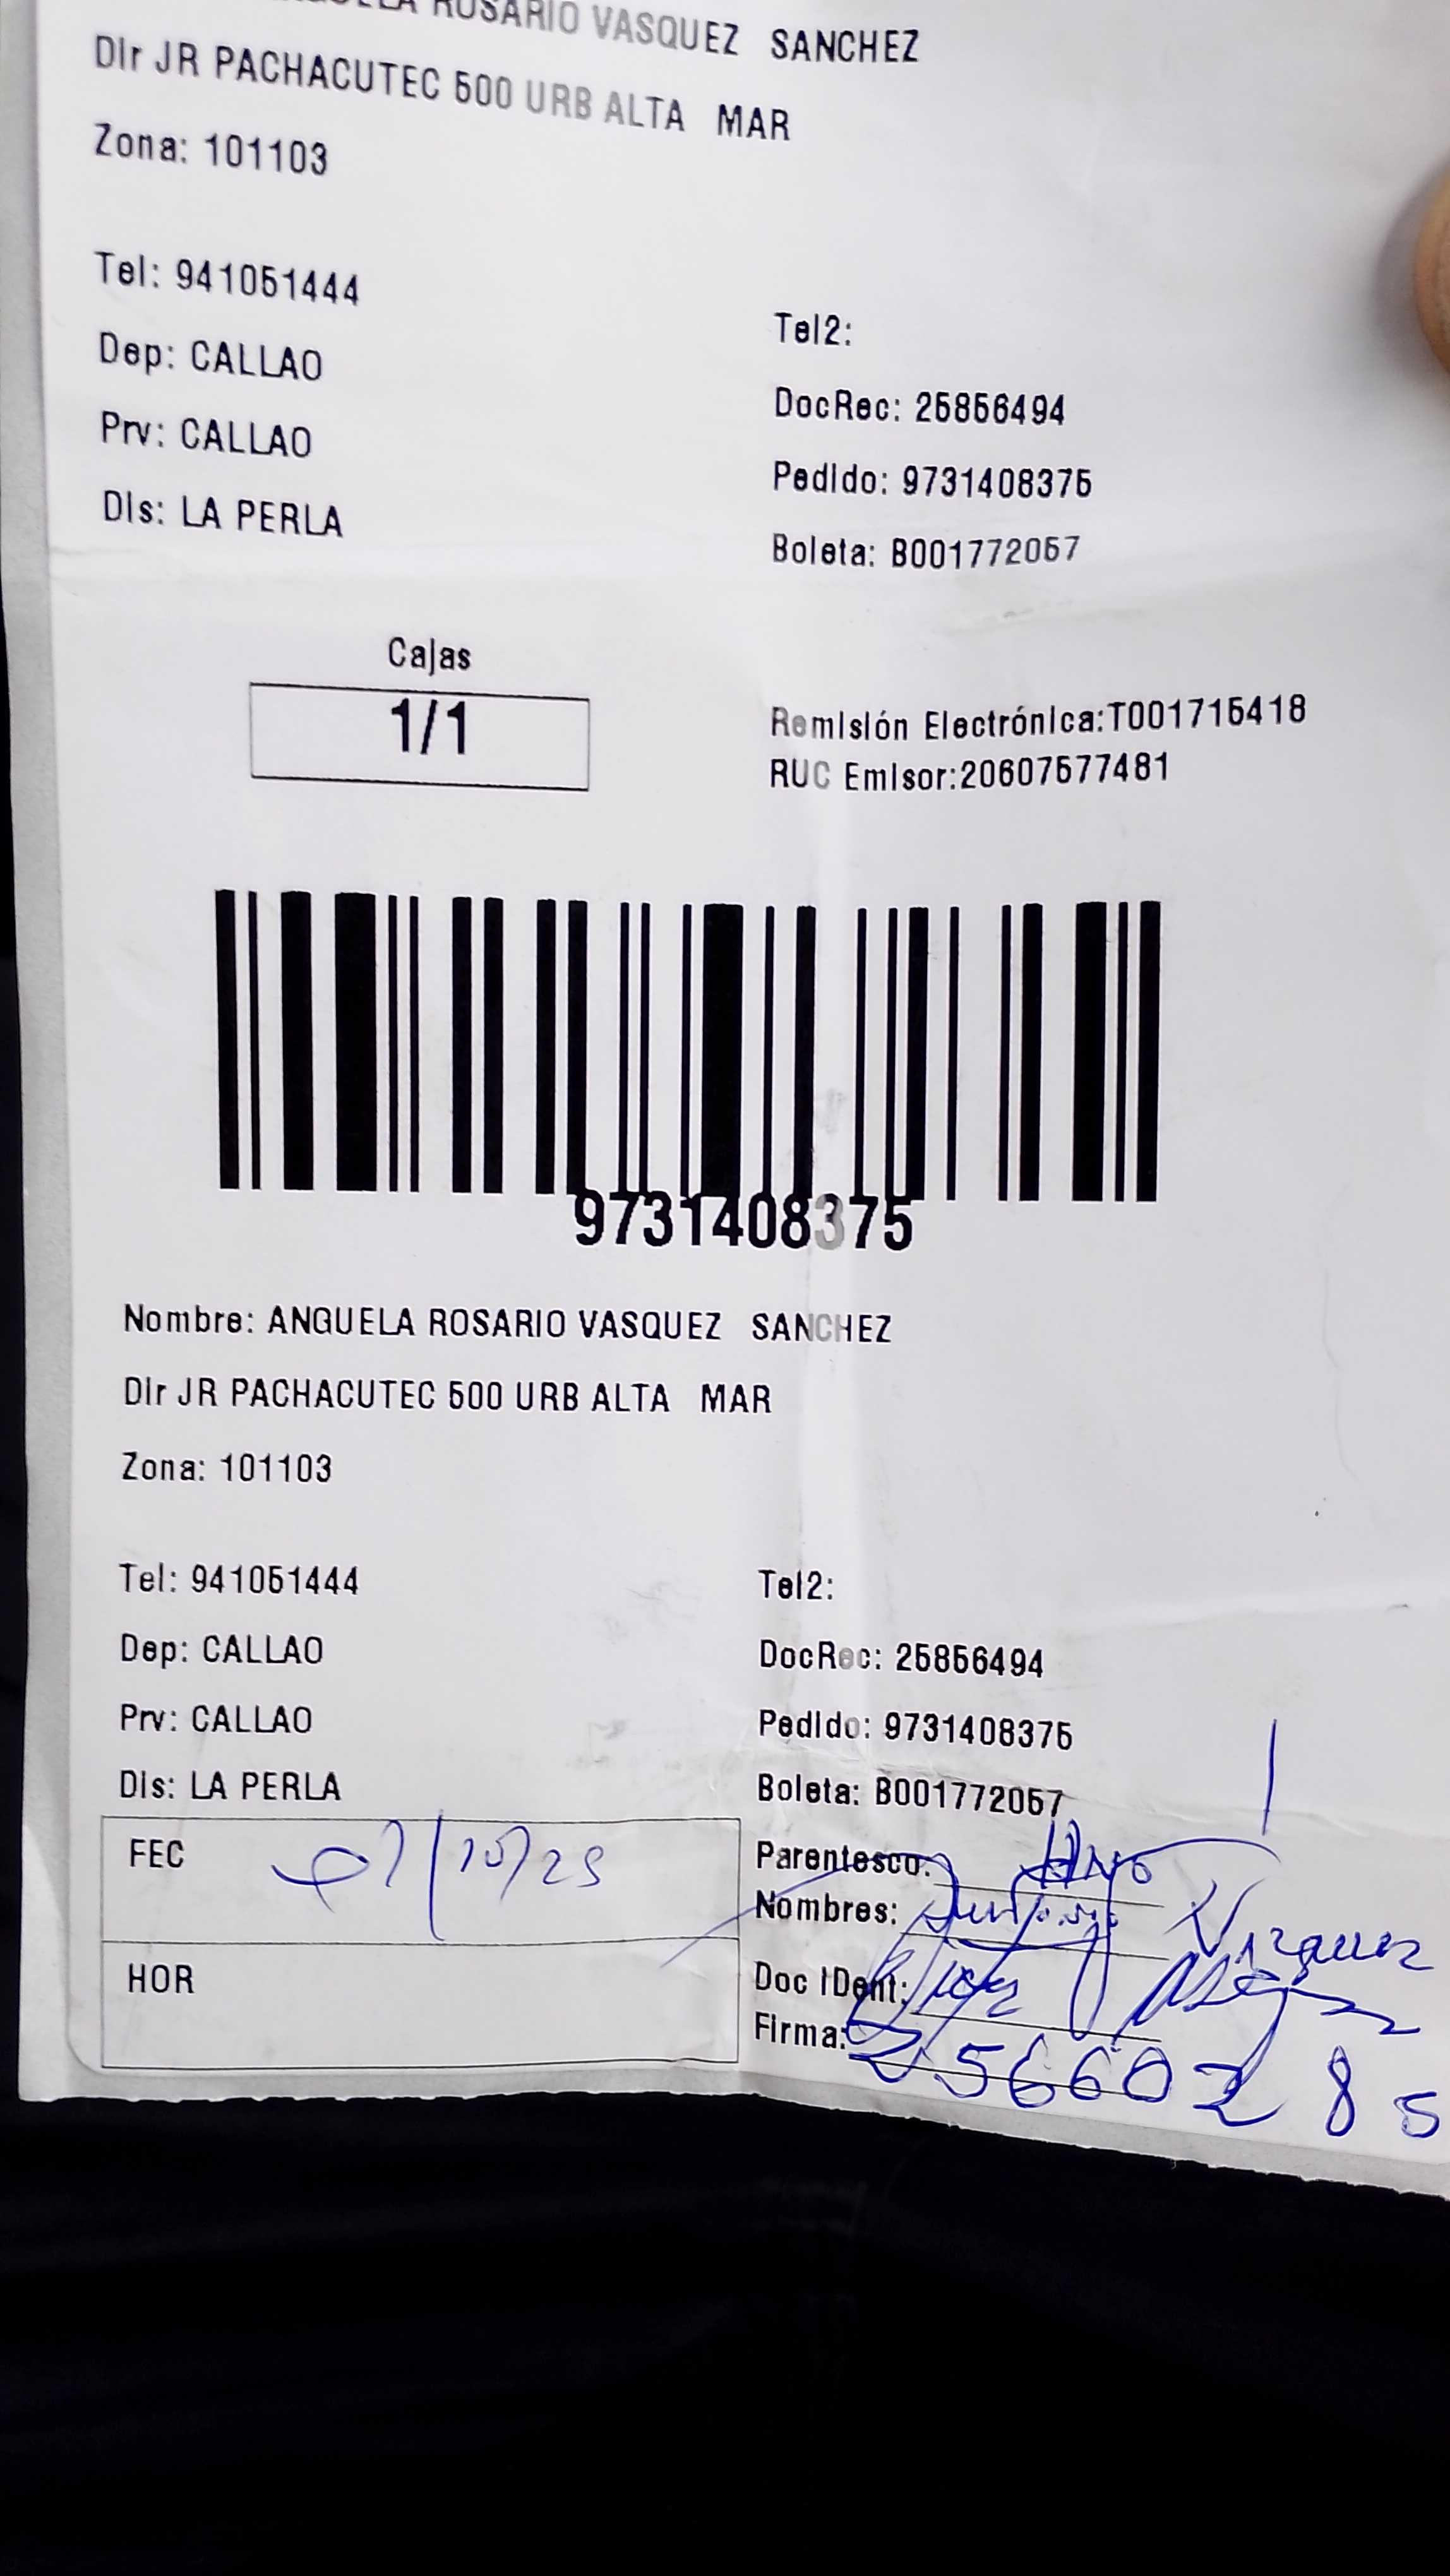 ROSARIO VASQUEZ SANCHEZ
Dir JR PACHACUTEC 500 URB ALTA MAR
Zona: 101103
Tel: 941051444
Tel2:
Dep: CALLAO
DocRec: 25856494
Prv: CALLAO
Pedido: 9731408375
Dis: LA PERLA
Boleta: B001772057
Cajas
1/1
Remisión Electrónica:T001715418
RUC Emisor:20607577481
9731408375
Nombre: ANGUELA ROSARIO VASQUEZ SANCHEZ
Dir JR PACHACUTEC 500 URB ALTA MAR
Zona: 101103
Tel: 941051444
Tel2:
Dep: CALLAO
DocRec: 25856494
Prv: CALLAO
Pedido: 9731408375
Dis: LA PERLA
Boleta: B001772057
FEC
Parentesco:
Nombres:
HOR
Doc IDent:
Firma:
25660285